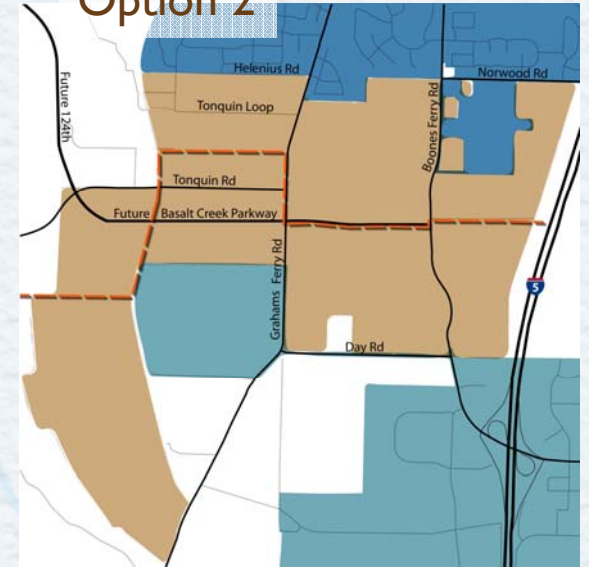 Option 2
Helenius Rd
Norwood Rd
Future 124th
Tonquin Loop
Boones Ferry Rd
Tonquin Rd
Future Basalt Creek Parkway
Grahams Ferry Rd
5
Day Rd